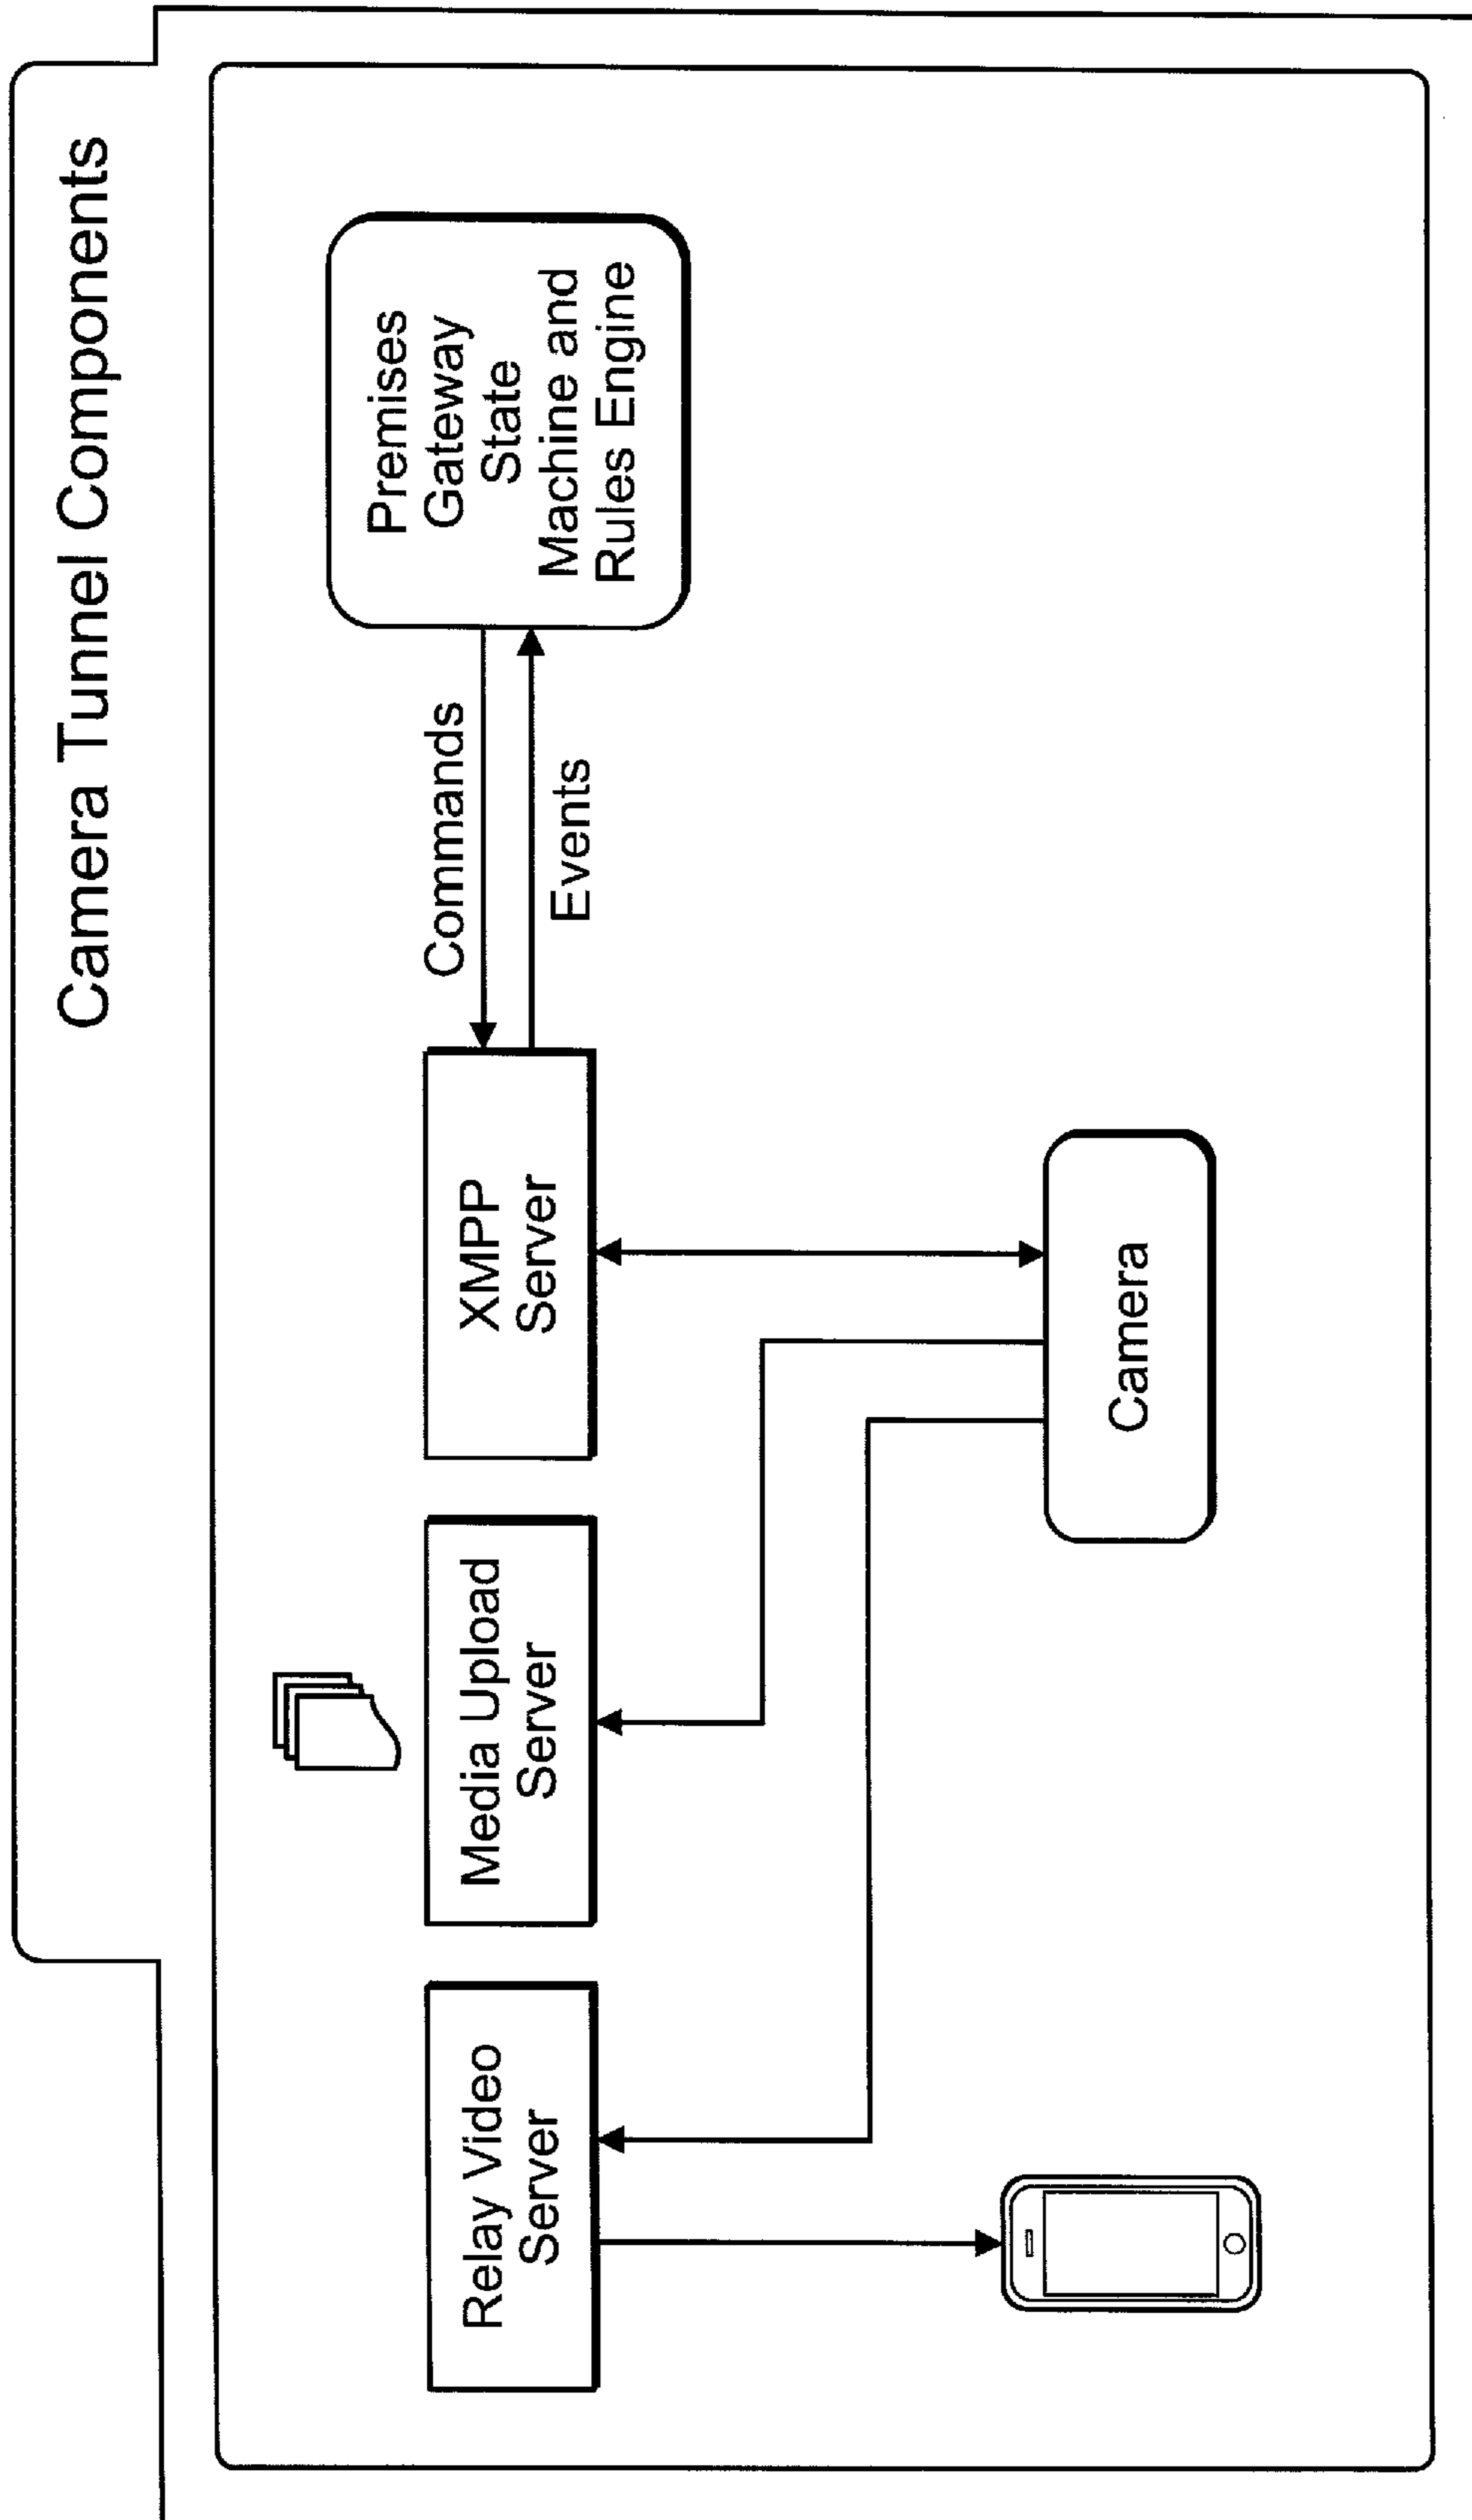 Camera Tunnel Components
Relay Video
Server
Media Upload
Server
XMPP
Server
Commands
Events
Premises
Gateway
State
Machine and
Rules Engine
Camera